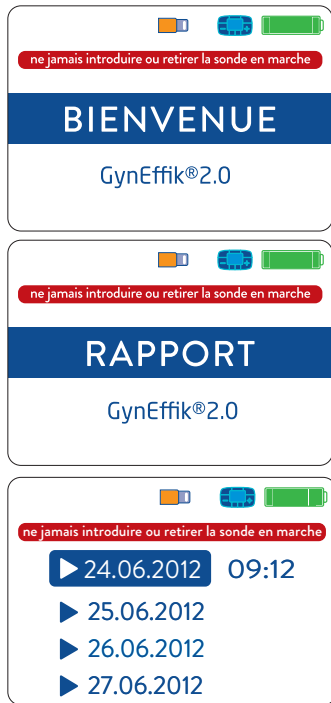 ne jamais introduire ou retirer la sonde en marche
BIENVENUE
GynEffik®2.0
ne jamais introduire ou retirer la sonde en marche
RAPPORT
GynEffik®2.0
ne jamais introduire ou retirer la sonde en marche
24.06.2012 09:12
25.06.2012
26.06.2012
27.06.2012